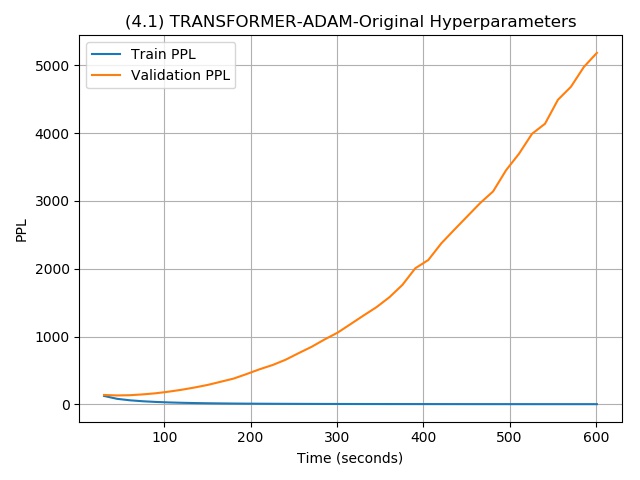 (4.1) TRANSFORMER-ADAM-Original Hyperparameters
Train PPL
Validation PPL
PPL
5000
4000
3000
2000
1000
0
100 200 300 400 500 600
Time (seconds)